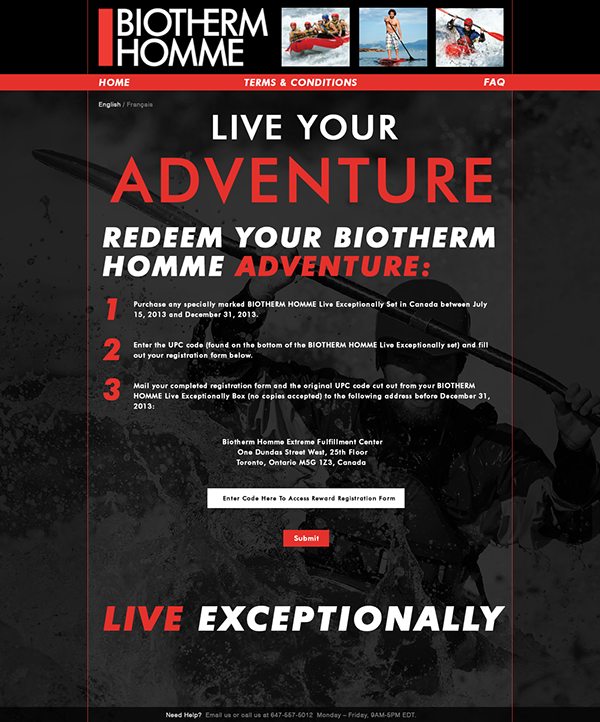 BIOTHERM
HOMME
HOME TERMS & CONDITIONS FAQ
English / Français
LIVE YOUR
ADVENTURE
REDEEM YOUR BIOTHERM
HOMME ADVENTURE:
1 Purchase any specially marked BIOTHERM HOMME Live Exceptionally Set in Canada between July
15, 2013 and December 31, 2013.
2 Enter the UPC code (found on the bottom of the BIOTHERM HOMME Live Exceptionally set) and fill
out your registration form below.
3 Mail your completed registration form and the original UPC code cut out from your BIOTHERM
HOMME Live Exceptionally Box (no copies accepted) to the following address before December 31,
2013:
Biotherm Homme Extreme Fulfillment Center
One Dundas Street West, 25th Floor
Toronto, Ontario M5G 1Z3, Canada
Enter Code Here To Access Reward Registration Form
Submit
LIVE EXCEPTIONALLY
Need Help? Email us or call us at 647-557-5012 Monday – Friday, 9AM-5PM EDT.